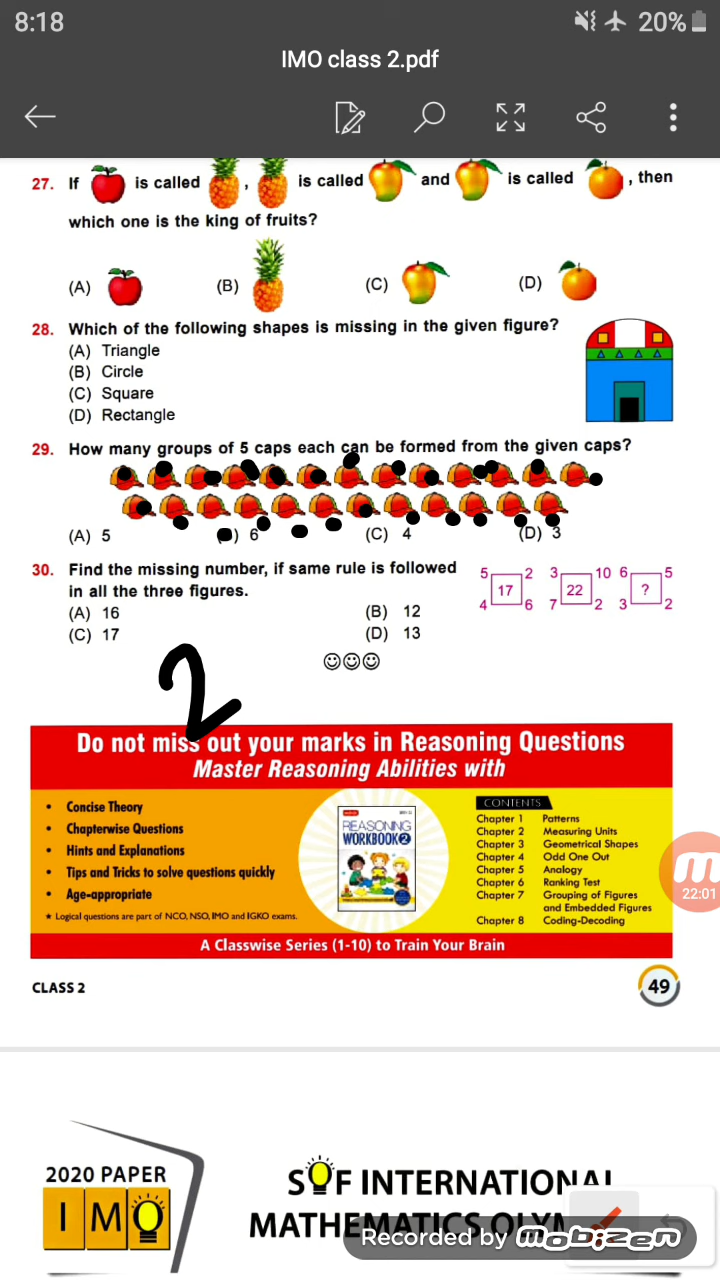 8:18
20%
IMO class 2.pdf
27. If is called , is called and is called , then
which one is the king of fruits?
(A) (B) (C) (D)
28. Which of the following shapes is missing in the given figure?
(A) Triangle
(B) Circle
(C) Square
(D) Rectangle
29. How many groups of 5 caps each can be formed from the given caps?
(A) 5 ) 6 (C) 4 (D) 3
30. Find the missing number, if same rule is followed
in all the three figures.
5 2 3 10 6 5
17 22 ?
4 6 7 2 3 2
(A) 16 (B) 12
(C) 17 (D) 13
2
Do not miss out your marks in Reasoning Questions
Master Reasoning Abilities with
• Concise Theory
• Chapterwise Questions
• Hints and Explanations
• Tips and Tricks to solve questions quickly
• Age-appropriate
★ Logical questions are part of NCO, NSO, IMO and IGKO exams.
REASONING
WORKBOOK 2
CONTENTS
Chapter 1 Patterns
Chapter 2 Measuring Units
Chapter 3 Geometrical Shapes
Chapter 4 Odd One Out
Chapter 5 Analogy
Chapter 6 Ranking Test
Chapter 7 Grouping of Figures
and Embedded Figures
Chapter 8 Coding-Decoding
m
22:01
A Classwise Series (1-10) to Train Your Brain
CLASS 2
49
2020 PAPER
IMO
SOF INTERNATIONAL
MATHEMATICS OLYM
Recorded by mobizen